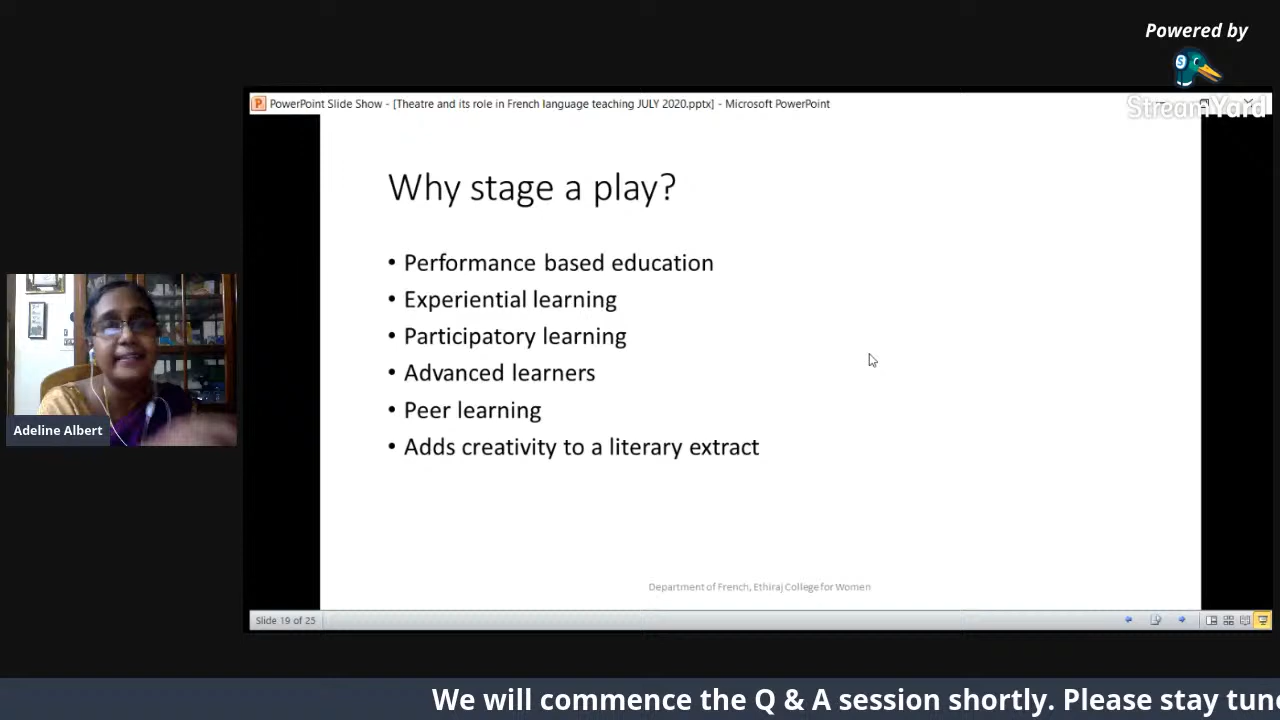 Powered by
StreamYard
PowerPoint Slide Show - [Theatre and its role in French language teaching JULY 2020.pptx] - Microsoft PowerPoint
Why stage a play?
• Performance based education
• Experiential learning
• Participatory learning
• Advanced learners
• Peer learning
• Adds creativity to a literary extract
Adeline Albert
Department of French, Ethiraj College for Women
Slide 19 of 25
We will commence the Q & A session shortly. Please stay tun